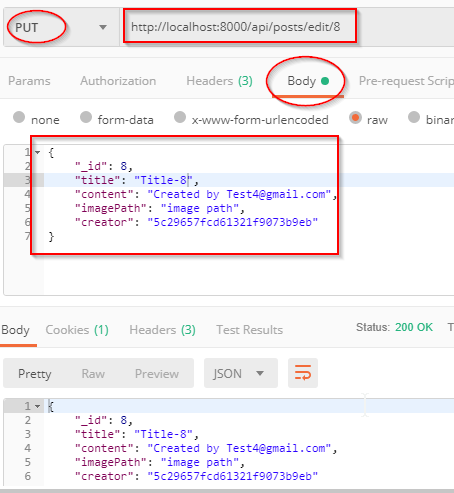 PUT http://localhost:8000/api/posts/edit/8
Params Authorization Headers (3) Body Pre-request Scrip
none form-data x-www-form-urlencoded raw binar
1 {
2 "_id": 8,
3 "title": "Title-8",
4 "content": "Created by Test4@gmail.com",
5 "imagePath": "image path",
6 "creator": "5c29657fcd61321f9073b9eb"
7 }
Body Cookies (1) Headers (3) Test Results Status: 200 OK T
Pretty Raw Preview JSON
1 {
2 "_id": 8,
3 "title": "Title-8",
4 "content": "Created by Test4@gmail.com",
5 "imagePath": "image path",
6 "creator": "5c29657fcd61321f9073b9eb"